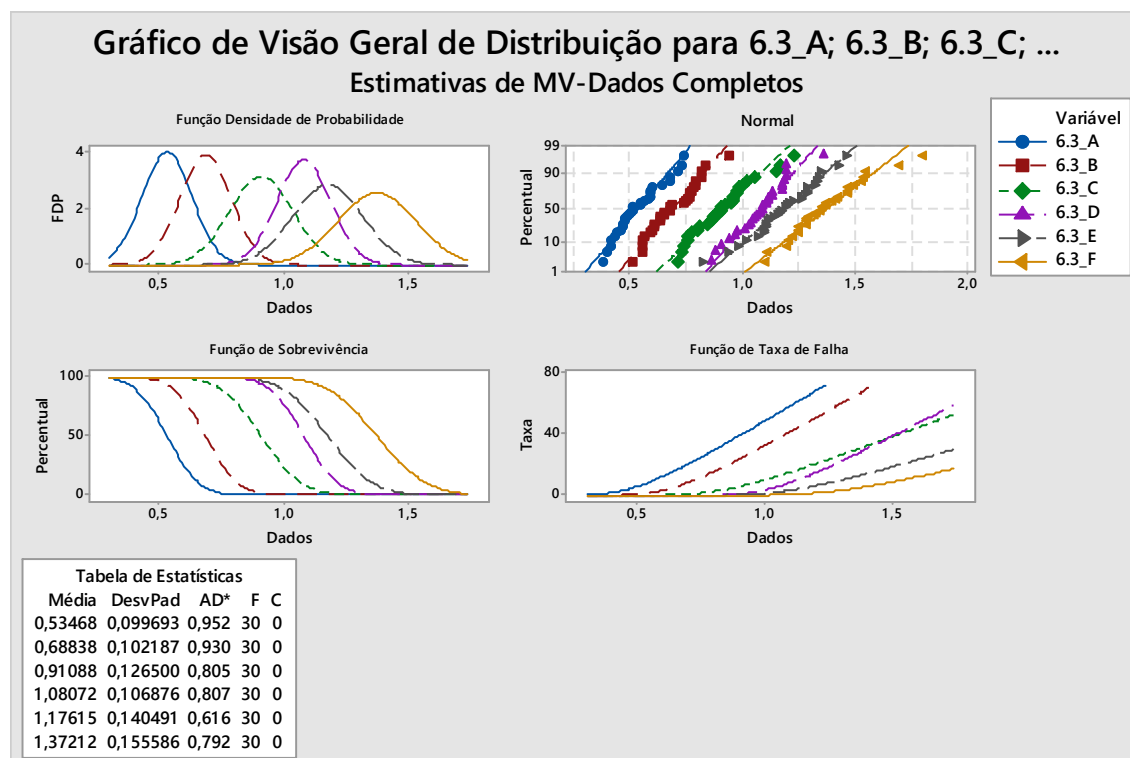 Gráfico de Visão Geral de Distribuição para 6.3_A; 6.3_B; 6.3_C; ...
Estimativas de MV-Dados Completos
Função Densidade de Probabilidade
4
2
0
FDP
0,5 1,0 1,5
Dados
Normal
99
90
50
10
1
Percentual
0,5 1,0 1,5 2,0
Dados
Variável
6.3_A
6.3_B
6.3_C
6.3_D
6.3_E
6.3_F
Função de Sobrevivência
100
50
0
Percentual
0,5 1,0 1,5
Dados
Função de Taxa de Falha
80
40
0
Taxa
0,5 1,0 1,5
Dados
Tabela de Estatísticas
Média DesvPad AD* F C
0,53468 0,099693 0,952 30 0
0,68838 0,102187 0,930 30 0
0,91088 0,126500 0,805 30 0
1,08072 0,106876 0,807 30 0
1,17615 0,140491 0,616 30 0
1,37212 0,155586 0,792 30 0